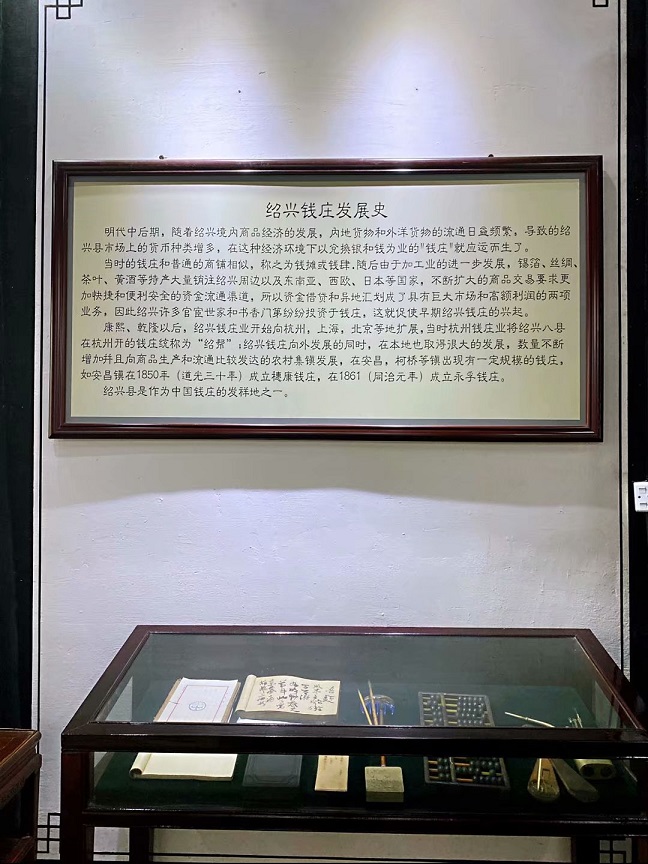 绍兴钱庄发展史
明代中后期，随着绍兴境内商品经济的发展，内地货物和外洋货物的流通日益频繁，导致的绍
兴县市场上的货币种类增多，在这种经济环境下以兑换银和钱为业的"钱庄"就应运而生了。
当时的钱庄和普通的商铺相似，称之为钱摊或钱肆.随后由于加工业的进一步发展，锡箔、丝绸、
茶叶、黄酒等特产大量销往绍兴周边以及东南亚、西欧、日本等国家，不断扩大的商品交易要求更
加快捷和便利安全的资金流通渠道，所以资金借贷和异地汇划成了具有巨大市场和高额利润的两项
业务，因此绍兴许多官宦世家和书香门第纷纷投资于钱庄，这就促使早期绍兴钱庄的兴起。
康熙、乾隆以后，绍兴钱庄业开始向杭州，上海，北京等地扩展，当时杭州钱庄业将绍兴八县
在杭州开的钱庄统称为“绍帮”；绍兴钱庄向外发展的同时，在本地也取得很大的发展，数量不断
增加并且向商品生产和流通比较发达的农村集镇发展，在安昌，柯桥等镇出现有一定规模的钱庄，
如安昌镇在1850年（道光三十年）成立穗康钱庄，在1861（同治元年）成立永孚钱庄。
绍兴县是作为中国钱庄的发祥地之一。